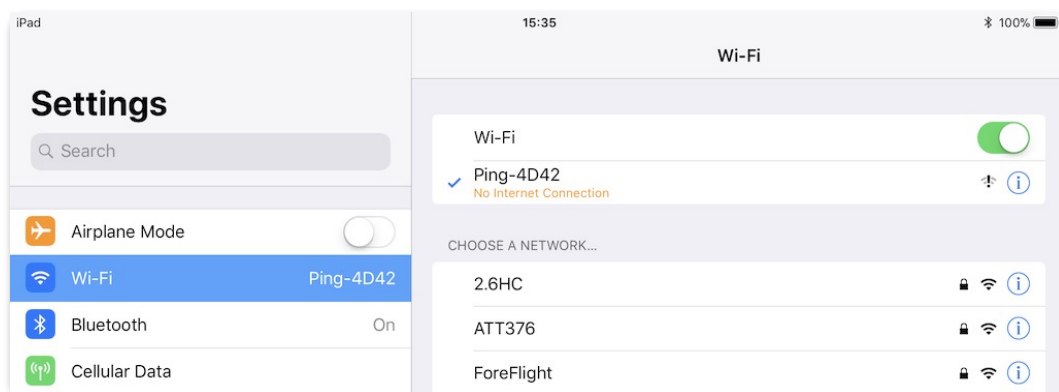 iPad 15:35 100%
Wi-Fi
Settings
Search
Airplane Mode
Wi-Fi Ping-4D42
Bluetooth On
Cellular Data
Wi-Fi
Ping-4D42
No Internet Connection
CHOOSE A NETWORK...
2.6HC
ATT376
ForeFlight